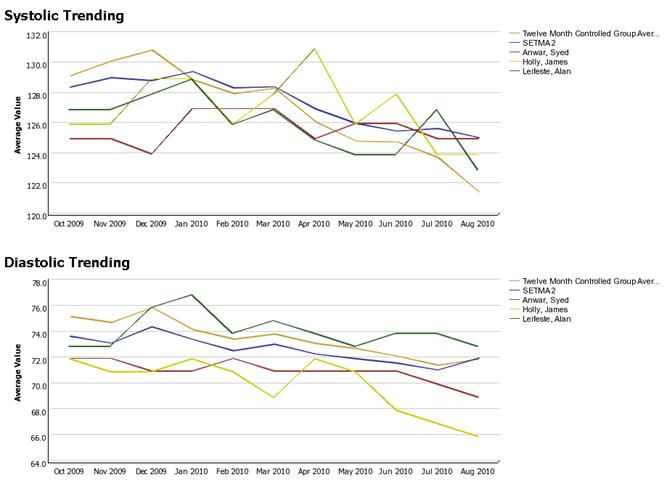 Systolic Trending
132.0
130.0
128.0
126.0
124.0
122.0
120.0
Average Value
Oct 2009 Nov 2009 Dec 2009 Jan 2010 Feb 2010 Mar 2010 Apr 2010 May 2010 Jun 2010 Jul 2010 Aug 2010
Twelve Month Controlled Group Aver...
SETMA2
Anwar, Syed
Holly, James
Leifeste, Alan
Diastolic Trending
78.0
76.0
74.0
72.0
70.0
68.0
66.0
64.0
Average Value
Oct 2009 Nov 2009 Dec 2009 Jan 2010 Feb 2010 Mar 2010 Apr 2010 May 2010 Jun 2010 Jul 2010 Aug 2010
Twelve Month Controlled Group Aver...
SETMA2
Anwar, Syed
Holly, James
Leifeste, Alan